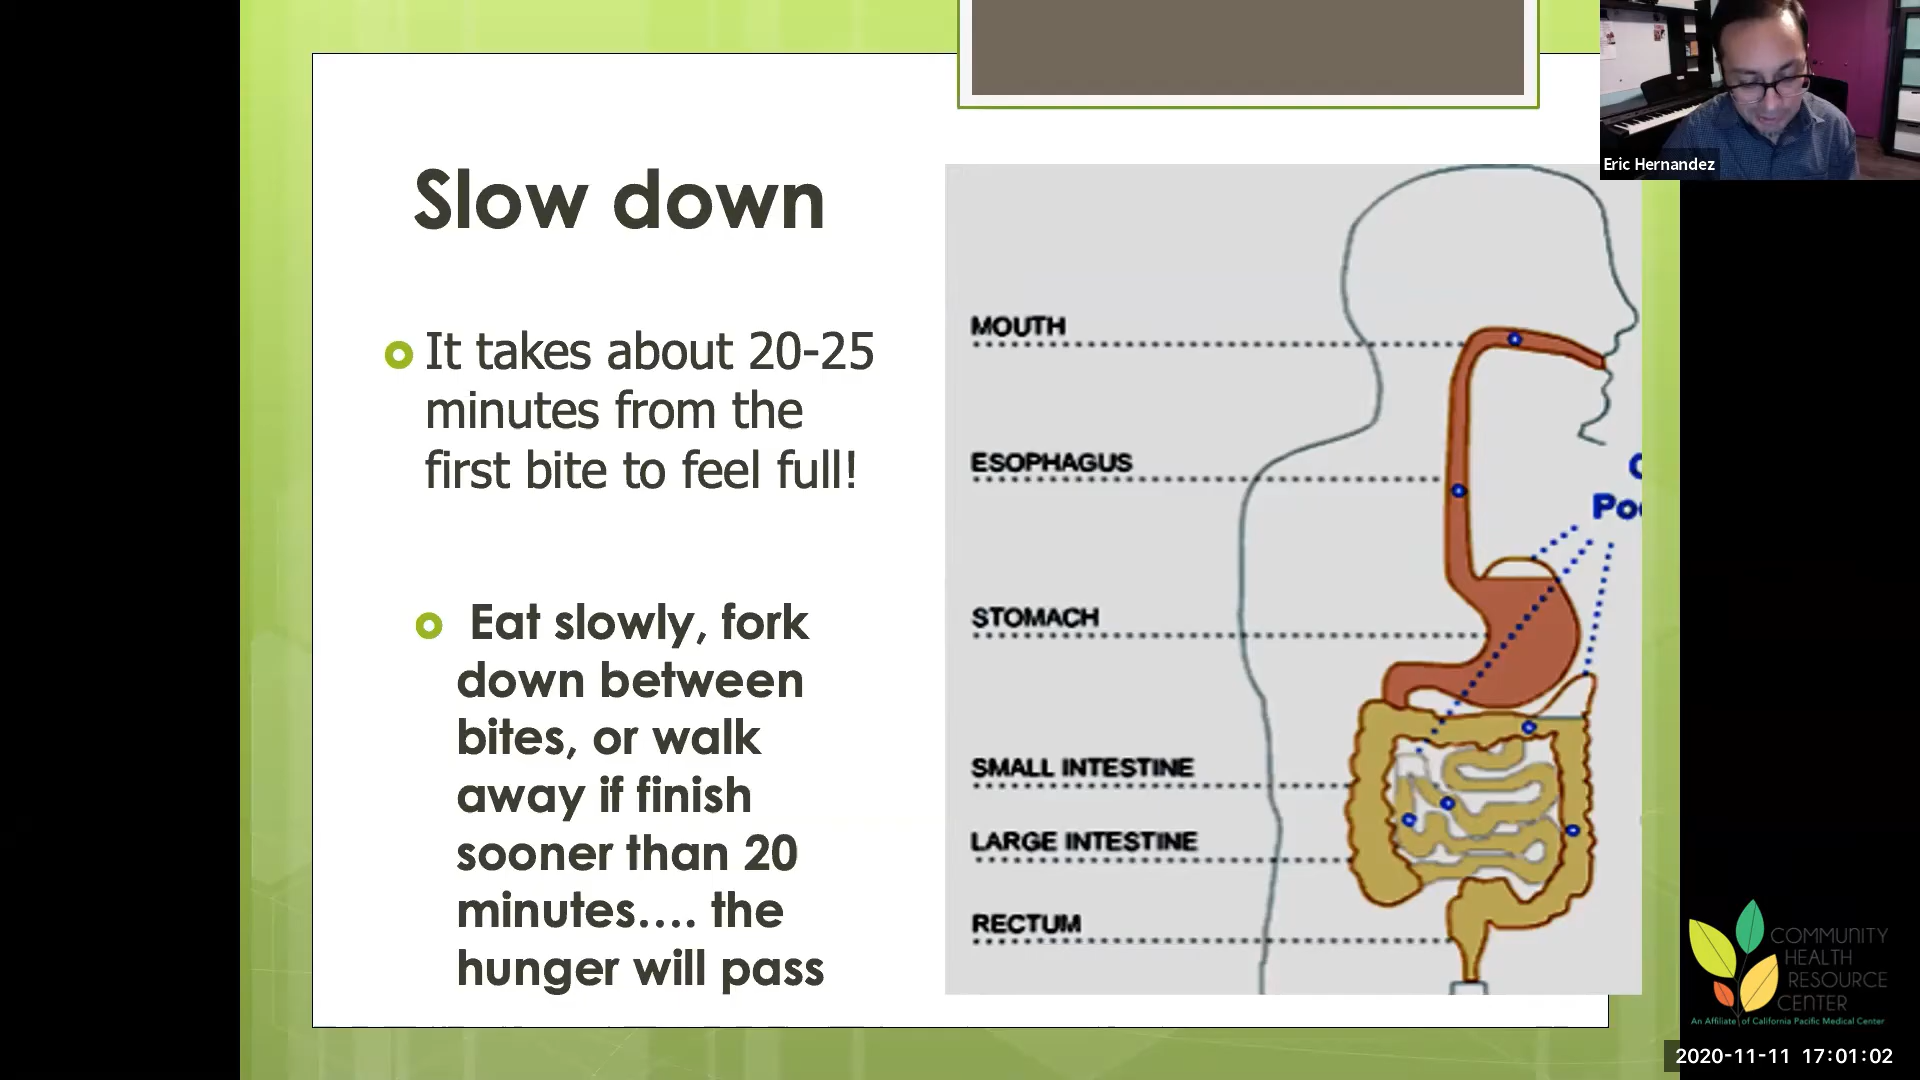 Slow down
It takes about 20-25
minutes from the
first bite to feel full!
Eat slowly, fork
down between
bites, or walk
away if finish
sooner than 20
minutes.... the
hunger will pass
MOUTH
ESOPHAGUS
STOMACH
SMALL INTESTINE
LARGE INTESTINE
RECTUM
Eric Hernandez
COMMUNITY
HEALTH
RESOURCE
CENTER
An Affiliate of California Pacific Medical Center
2020-11-11 17:01:02